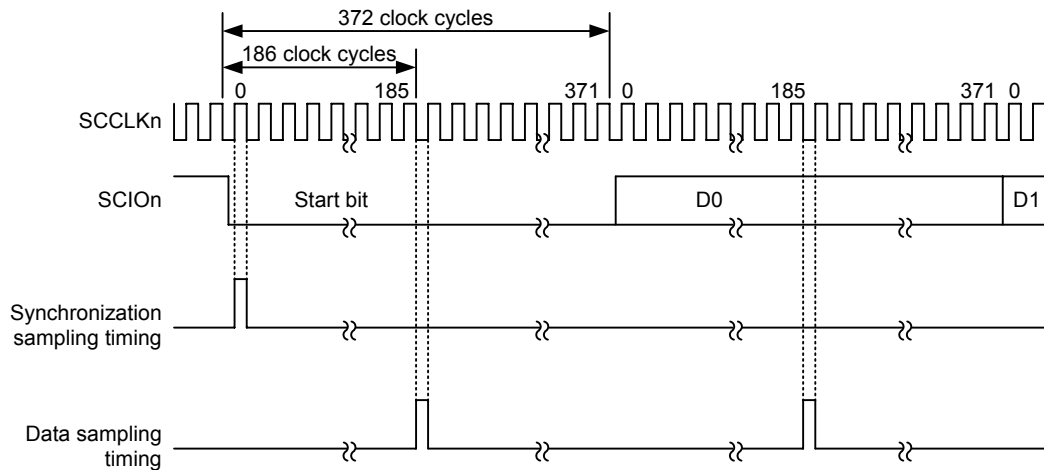 372 clock cycles
186 clock cycles
0 185 371 0 185 371 0
SCCLKn
SCIOn Start bit D0 D1
Synchronization
sampling timing
Data sampling
timing